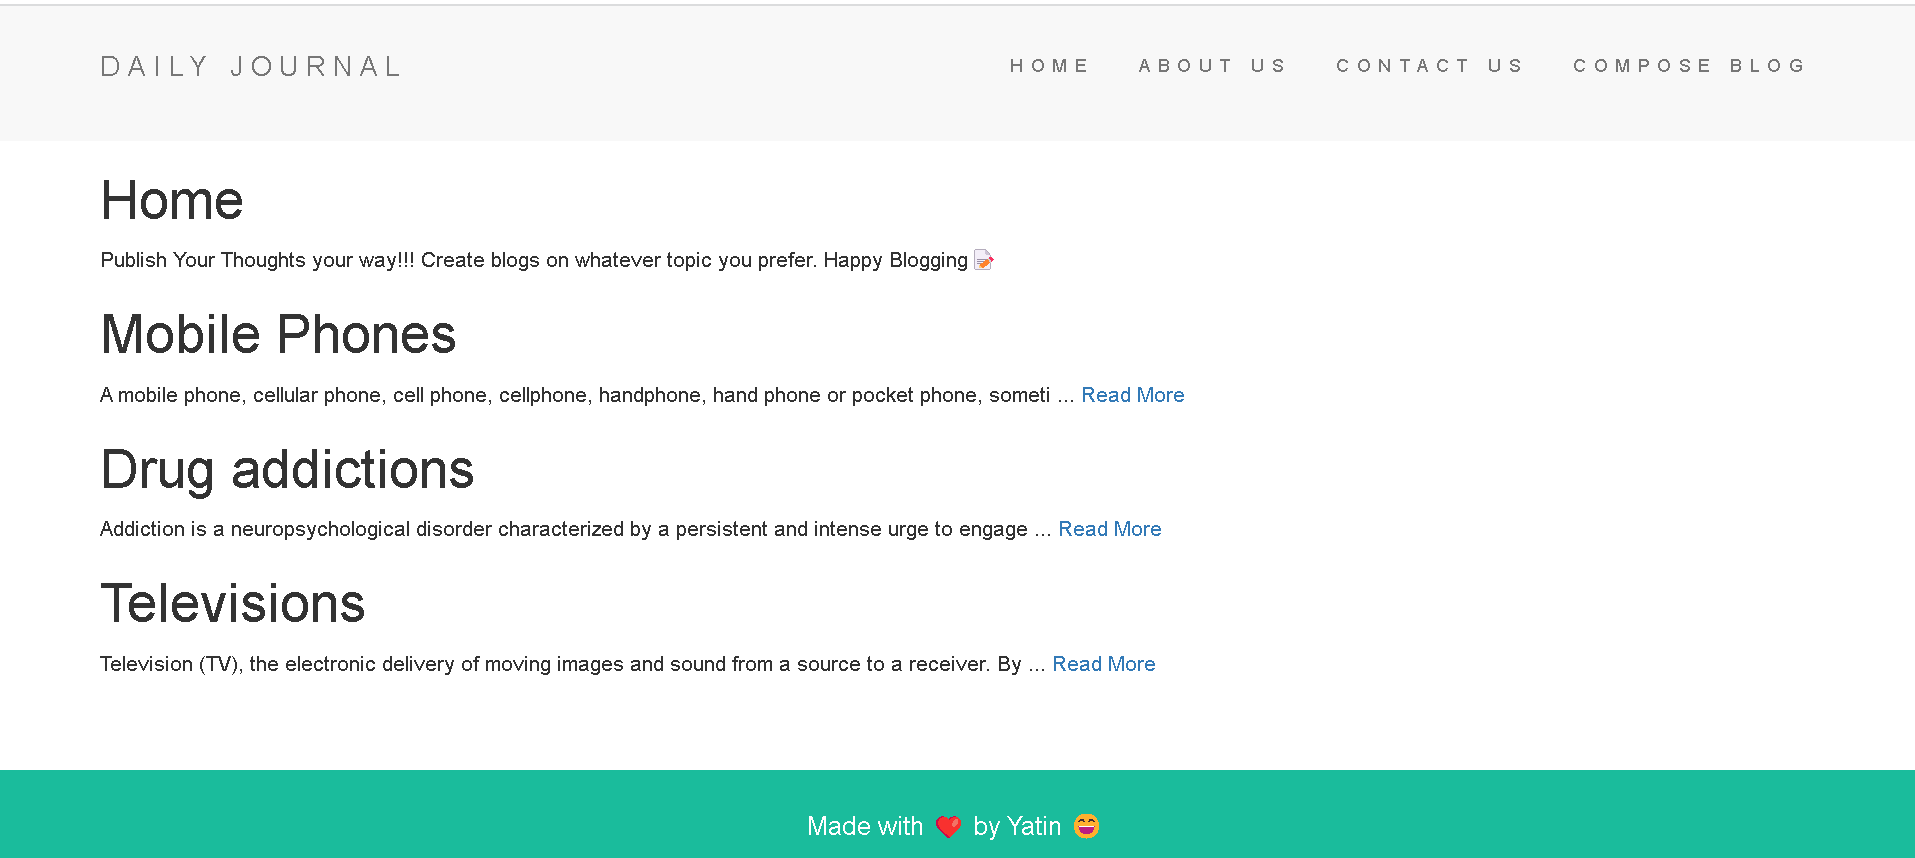 DAILY JOURNAL
HOME ABOUT US CONTACT US COMPOSE BLOG
Home
Publish Your Thoughts your way!!! Create blogs on whatever topic you prefer. Happy Blogging 📝
Mobile Phones
A mobile phone, cellular phone, cell phone, cellphone, handphone, hand phone or pocket phone, someti ... Read More
Drug addictions
Addiction is a neuropsychological disorder characterized by a persistent and intense urge to engage ... Read More
Televisions
Television (TV), the electronic delivery of moving images and sound from a source to a receiver. By ... Read More
Made with ❤️ by Yatin 😄